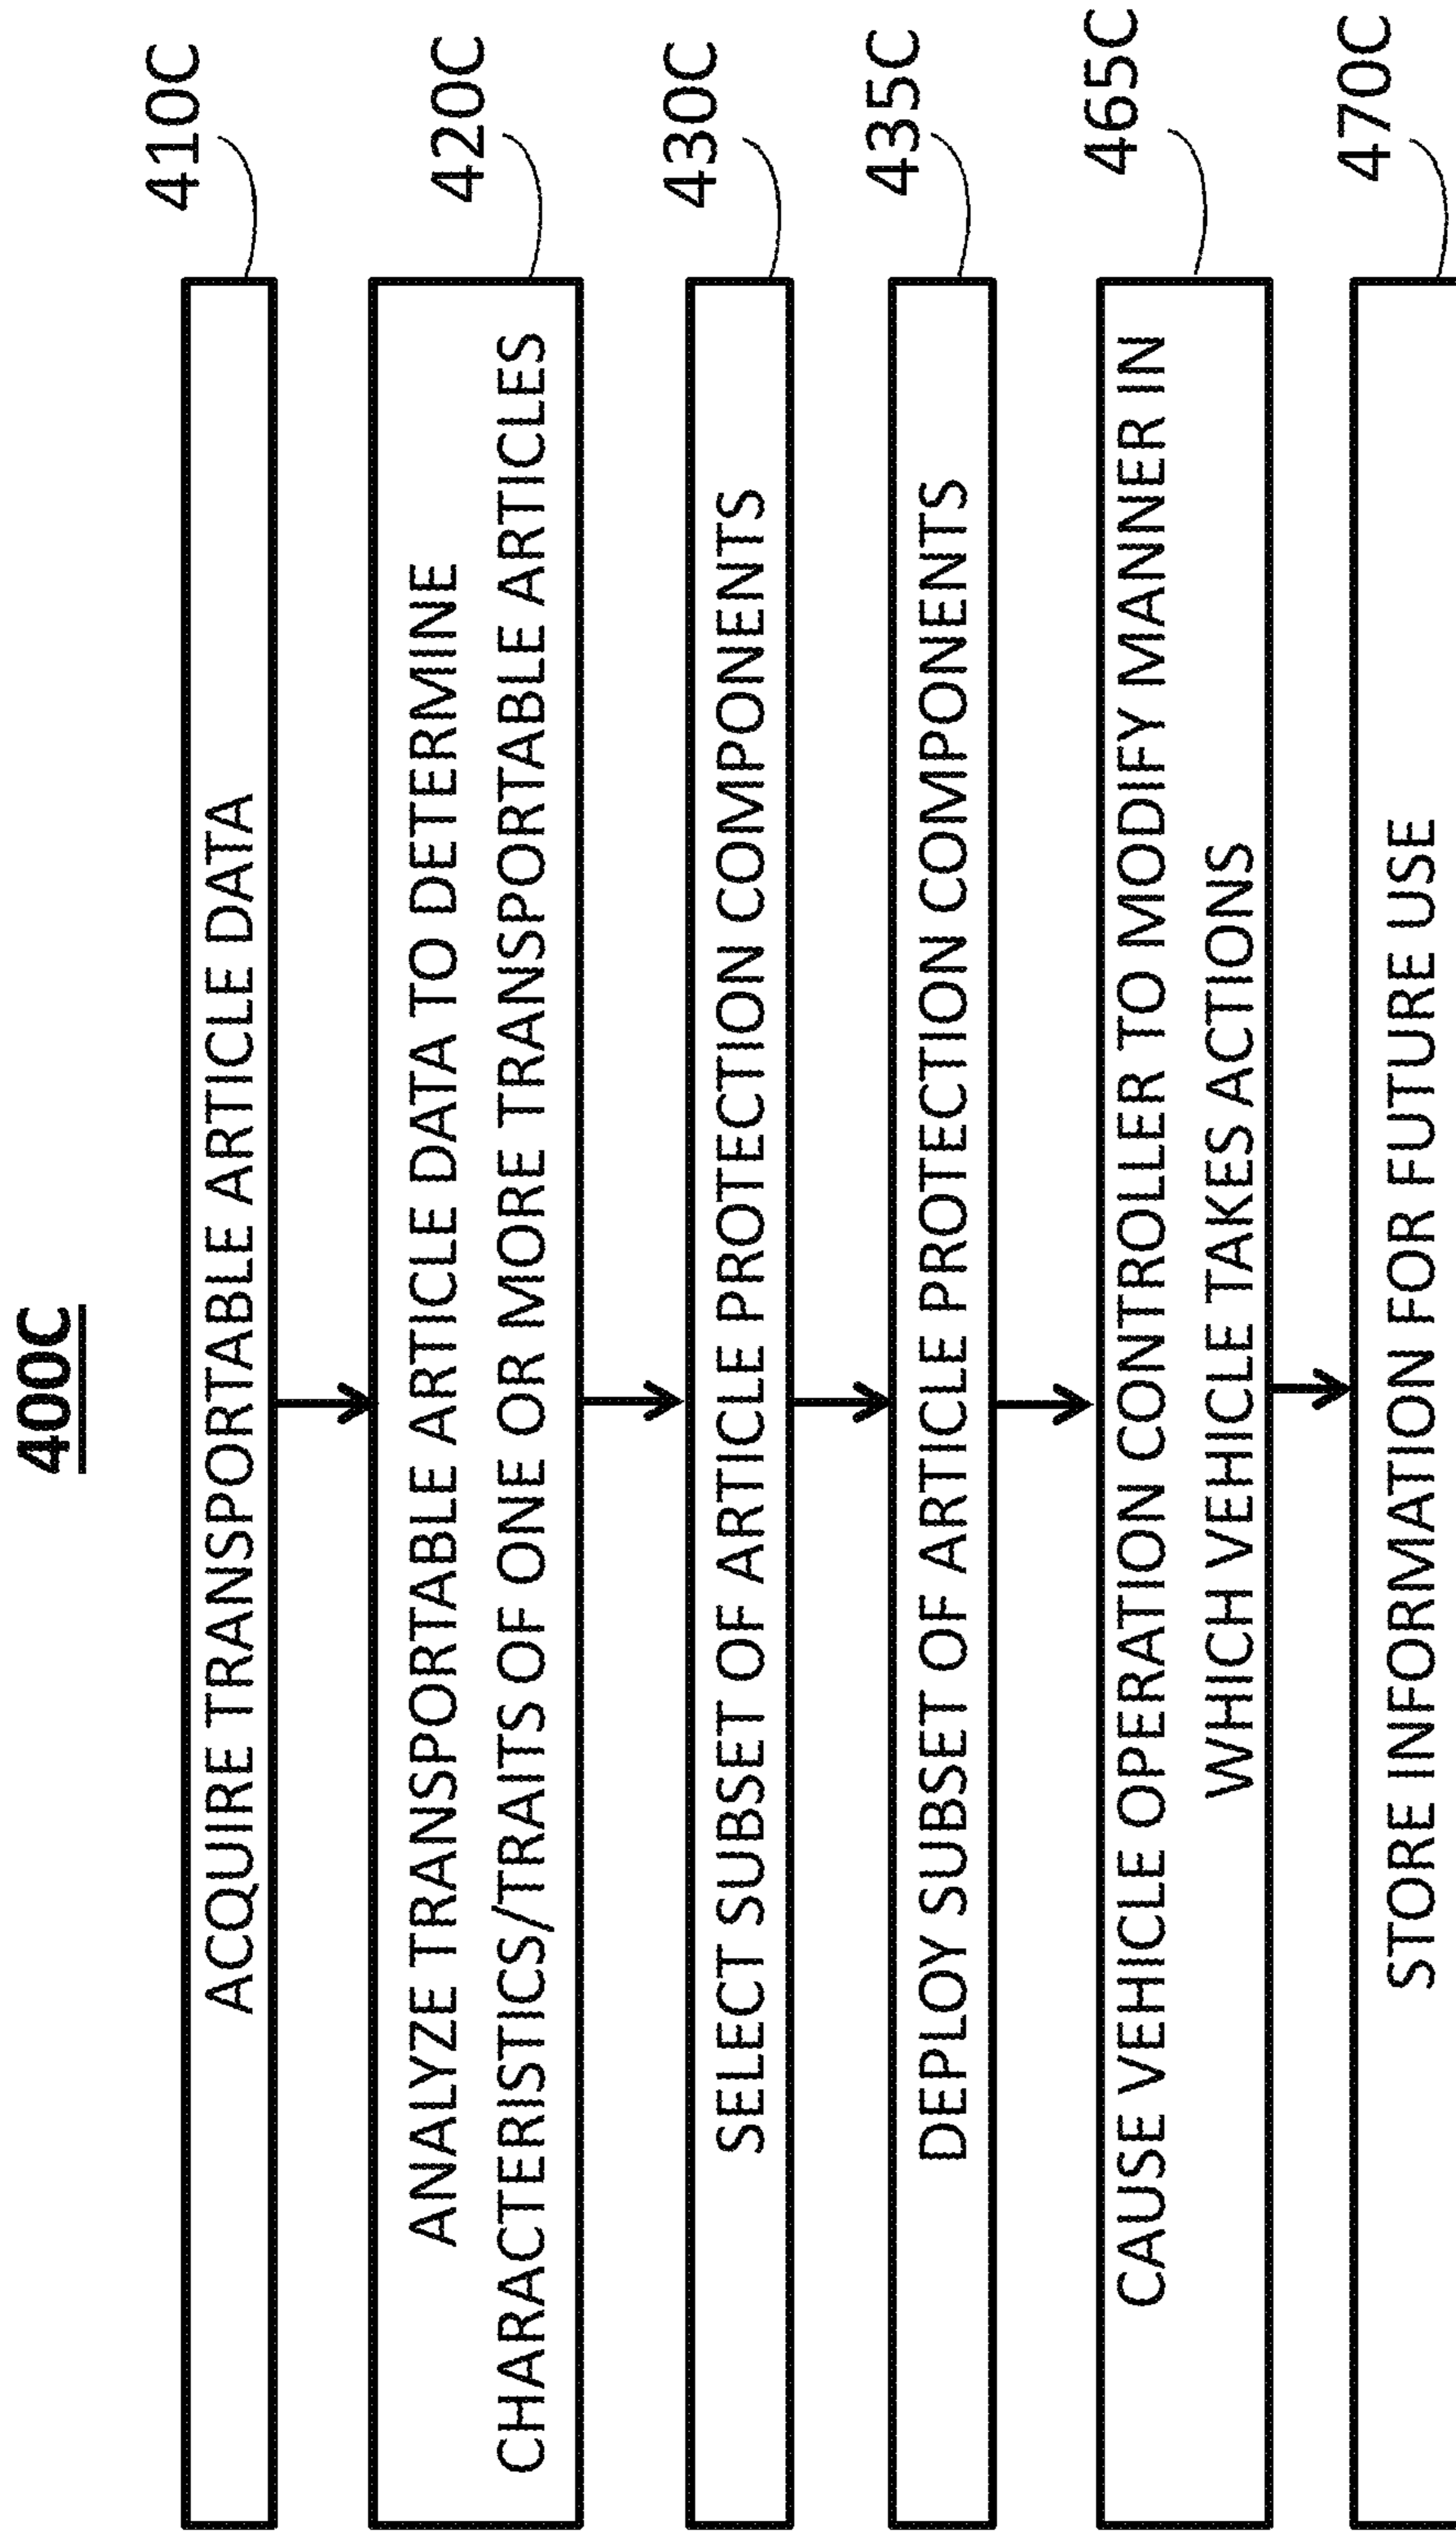 400C
410C
ACQUIRE TRANSPORTABLE ARTICLE DATA
420C
ANALYZE TRANSPORTABLE ARTICLE DATA TO DETERMINE
CHARACTERISTICS/TRAITS OF ONE OR MORE TRANSPORTABLE ARTICLES
430C
SELECT SUBSET OF ARTICLE PROTECTION COMPONENTS
435C
DEPLOY SUBSET OF ARTICLE PROTECTION COMPONENTS
465C
CAUSE VEHICLE OPERATION CONTROLLER TO MODIFY MANNER IN
WHICH VEHICLE TAKES ACTIONS
470C
STORE INFORMATION FOR FUTURE USE